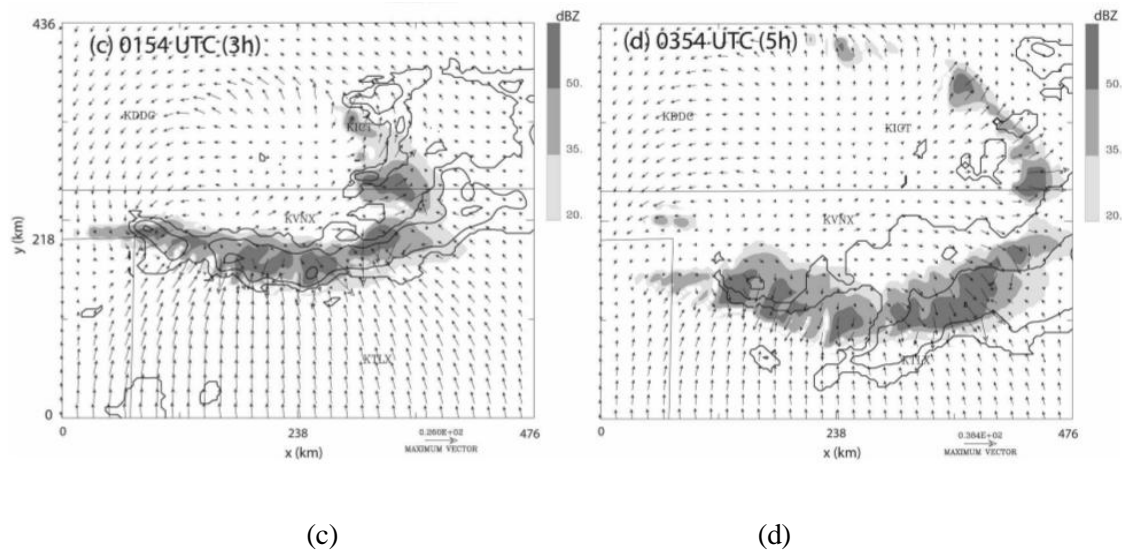 (c) 0154 UTC (3h)
436
218
0
y (km)
KDDC
KICT
KVNX
KTLX
0
238
476
x (km)
0.260E+02
MAXIMUM VECTOR
dBZ
50.
35.
20.
(d) 0354 UTC (5h)
KDDC
KICT
KVNX
KTLX
0
238
476
x (km)
0.384E+02
MAXIMUM VECTOR
dBZ
50.
35.
20.
(c)
(d)